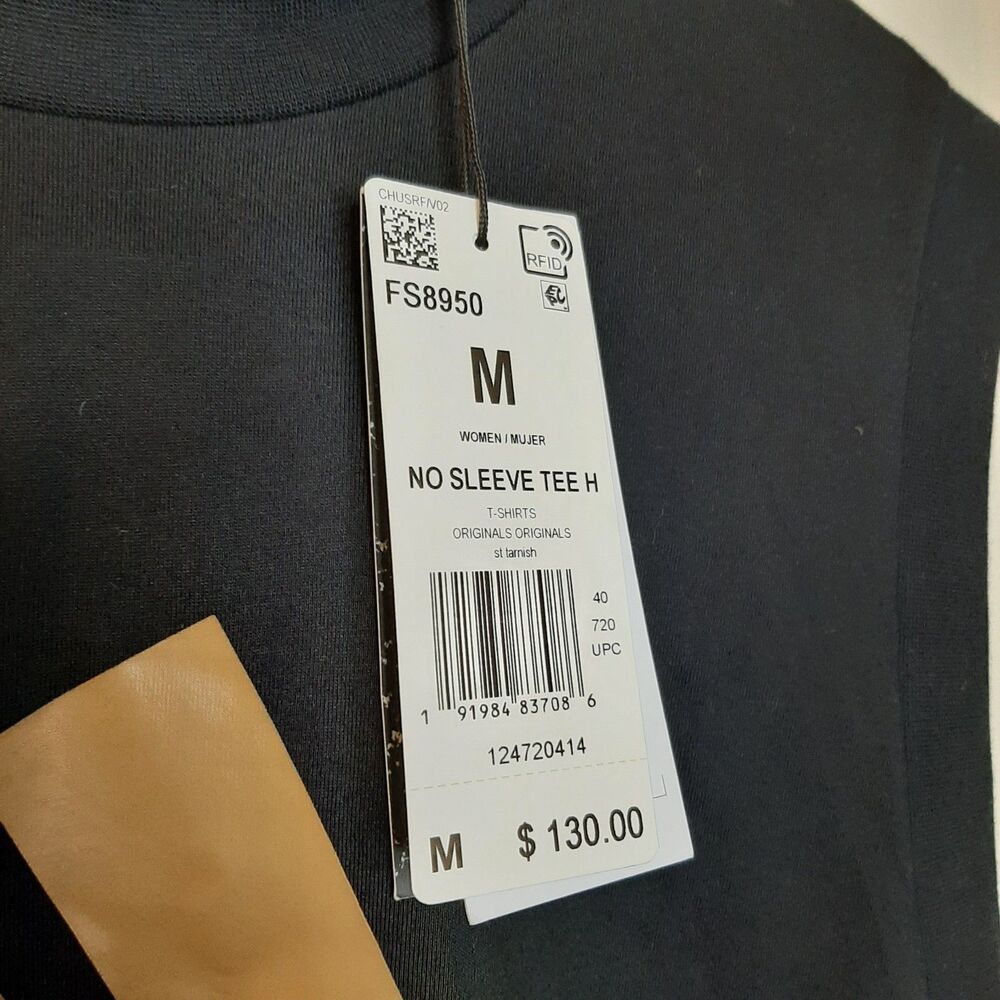 CHUSRF/V02
RFID
FS8950
M
WOMEN / MUJER
NO SLEEVE TEE H
T-SHIRTS
ORIGINALS ORIGINALS
st tarnish
40
720
UPC
1 91984 83708 6
124720414
M $ 130.00